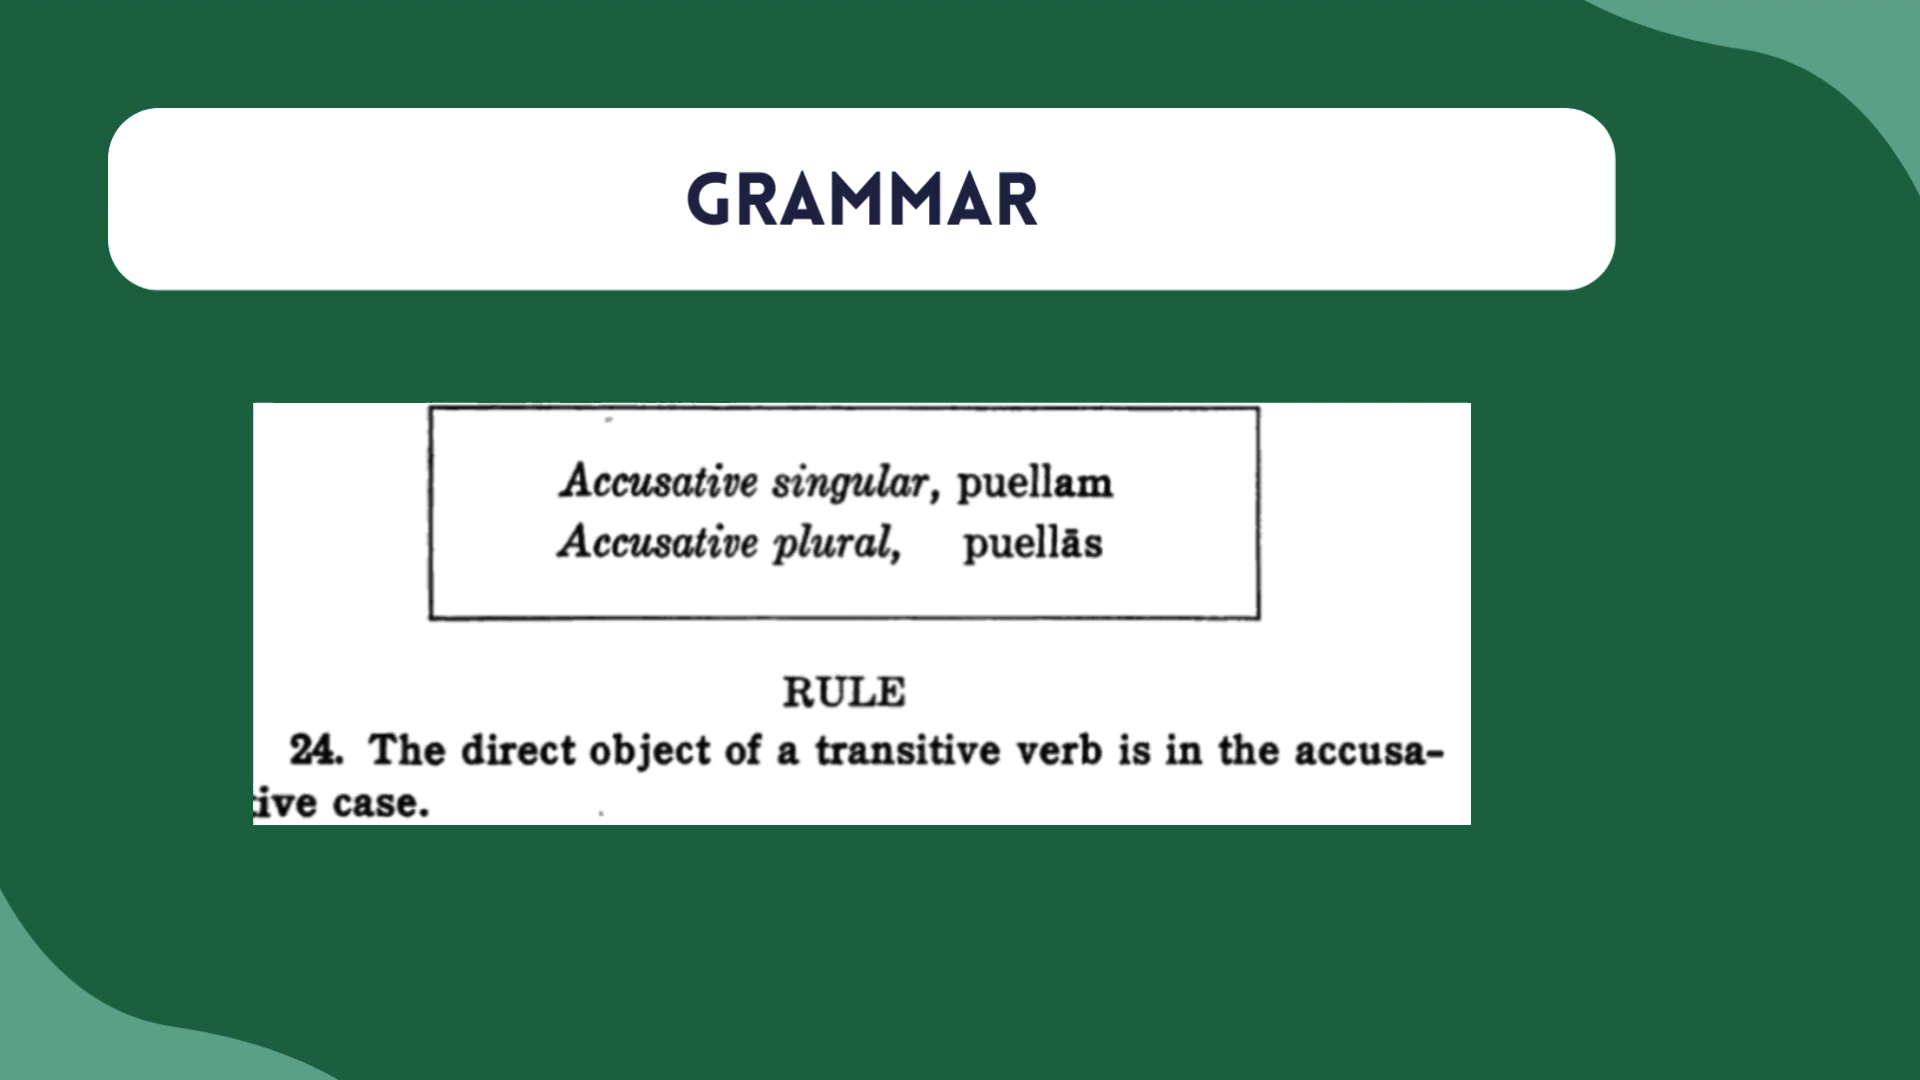 GRAMMAR
Accusative singular, puellam
Accusative plural, puellās
RULE
24. The direct object of a transitive verb is in the accusa-
tive case.